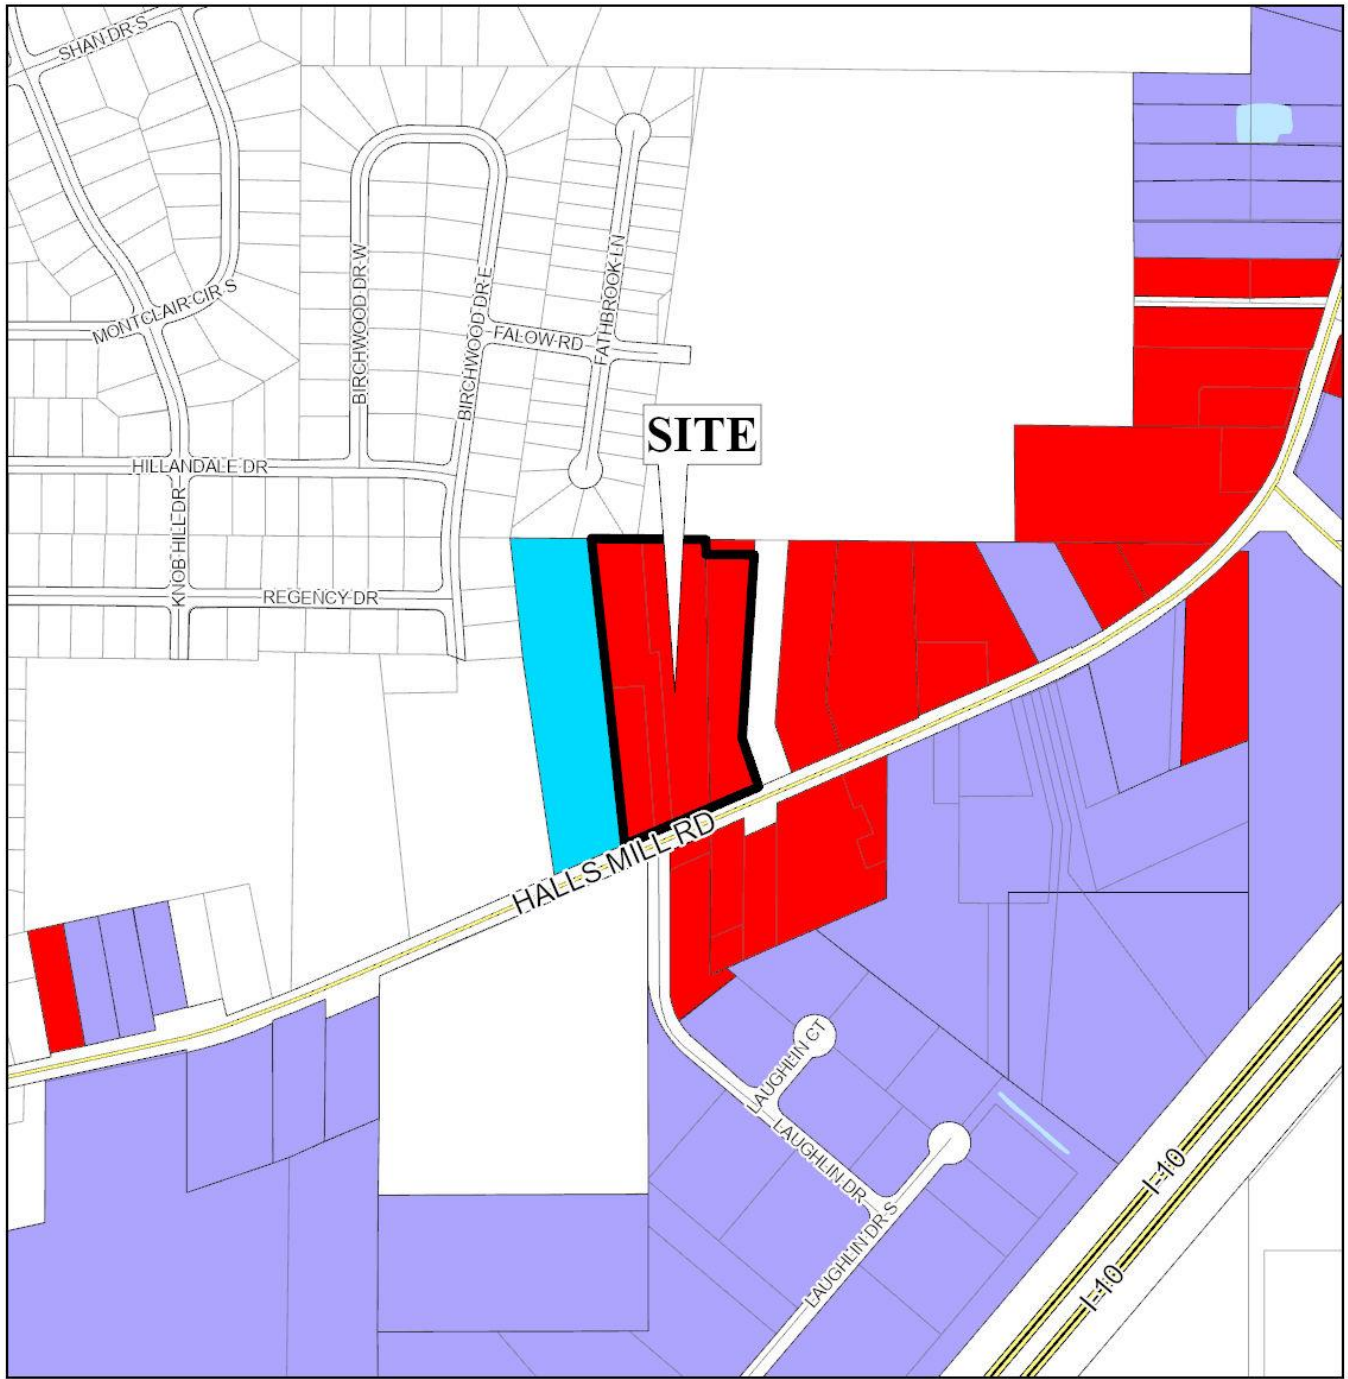 SHAN DR S
MONTCLAIR CIR S
BIRCHWOOD DR W
BIRCHWOOD DR E
FALOW RD
FATHBROOK LN
SITE
HILLANDALE DR
KNOB HILL DR
REGENCY DR
HALLS MILL RD
LAUGHLIN CT
LAUGHLIN DR
LAUGHLIN DR S
I-10
I-10